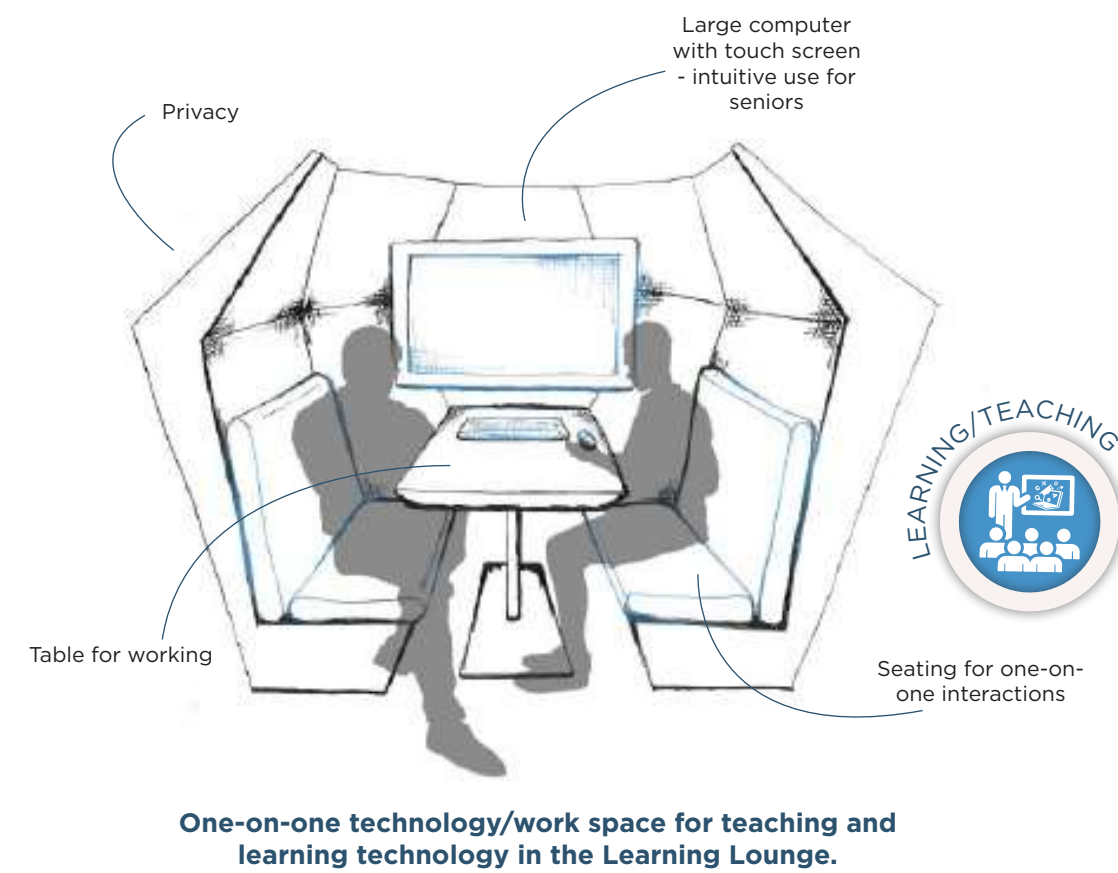 Large computer
with touch screen
- intuitive use for
seniors
Privacy
LEARNING/TEACHING
Table for working
Seating for one-on-
one interactions
One-on-one technology/work space for teaching and
learning technology in the Learning Lounge.